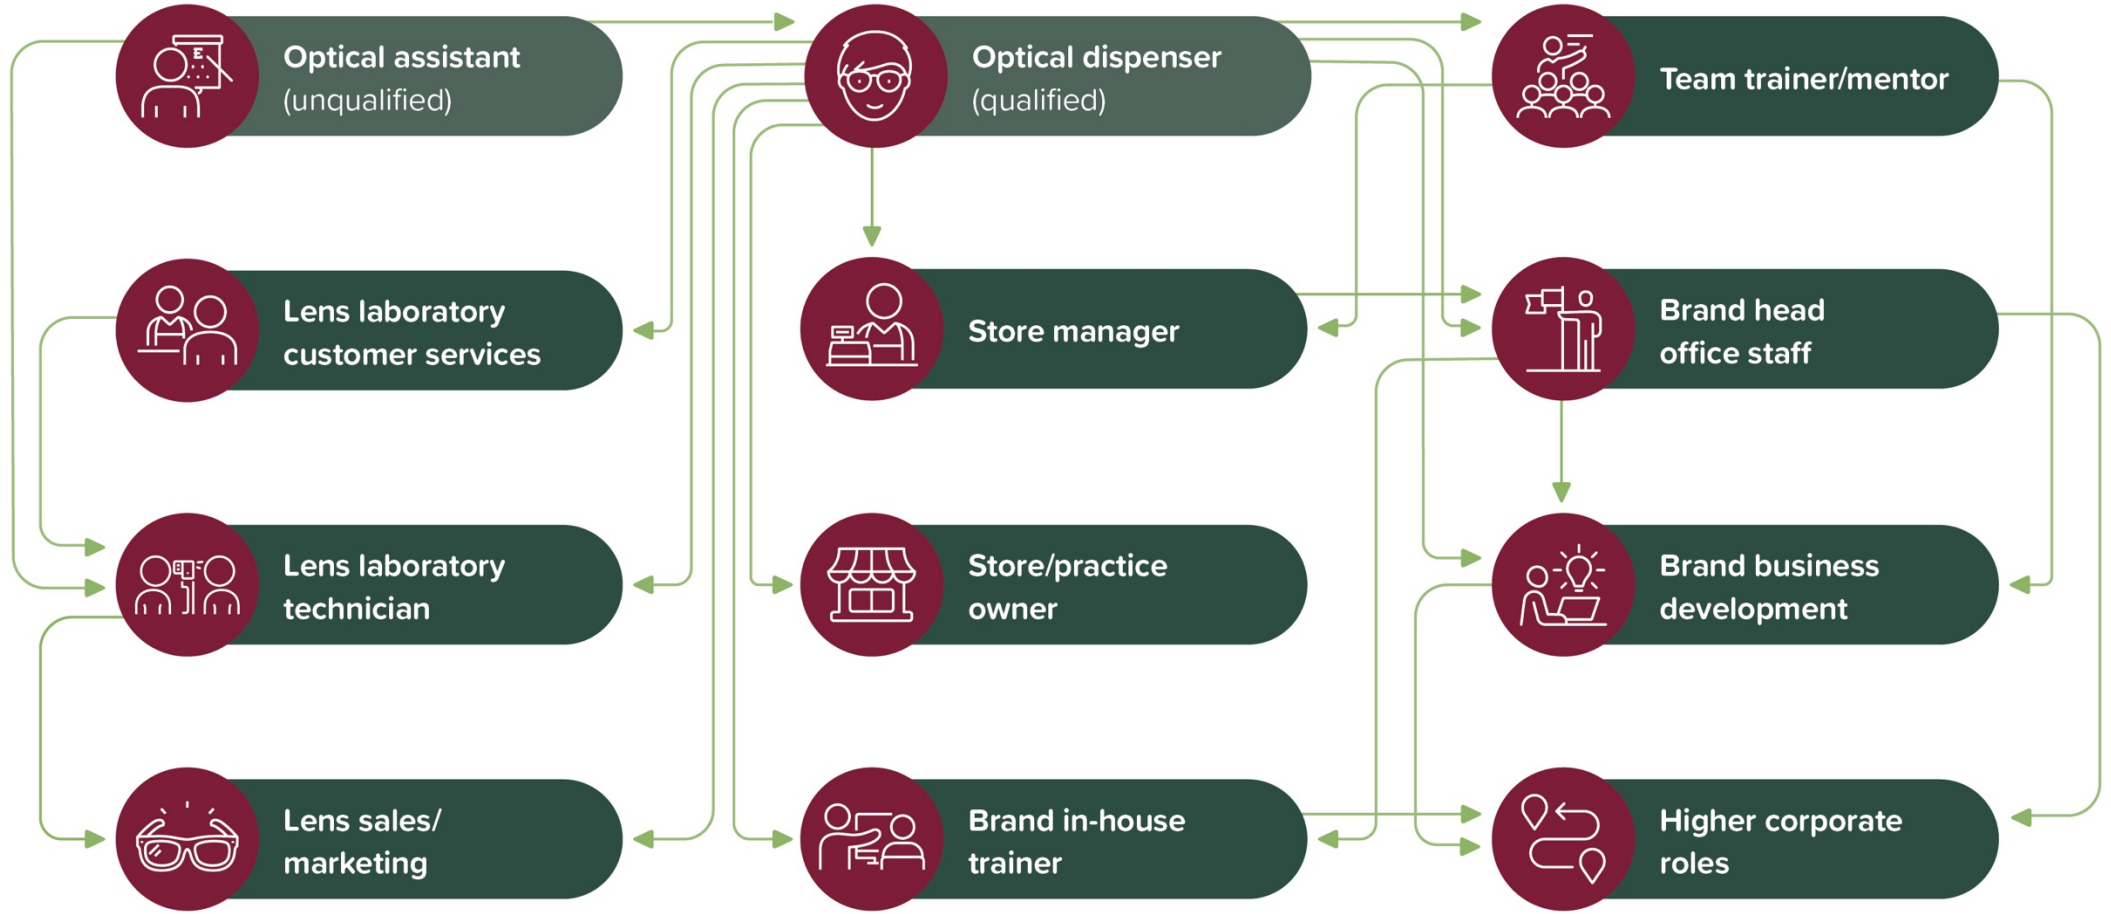 Optical assistant
(unqualified)
Optical dispenser
(qualified)
Team trainer/mentor
Lens laboratory
customer services
Store manager
Brand head
office staff
Lens laboratory
technician
Store/practice
owner
Brand business
development
Lens sales/
marketing
Brand in-house
trainer
Higher corporate
roles
E